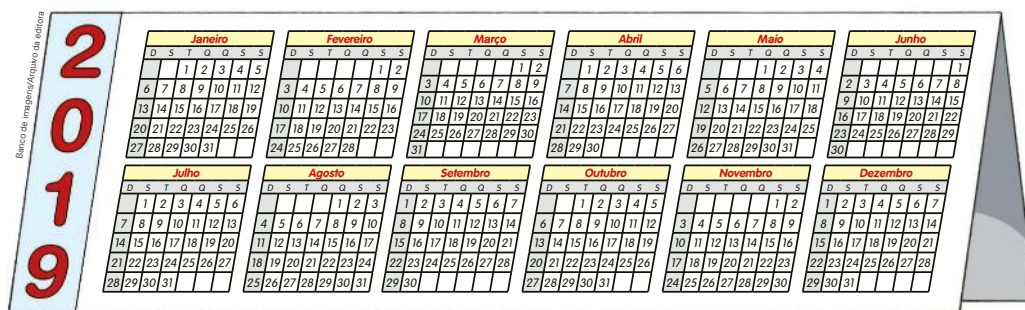 Banco de imagens/Arquivo da editora
2019
Janeiro
D S T Q Q S S
1 2 3 4 5
6 7 8 9 10 11 12
13 14 15 16 17 18 19
20 21 22 23 24 25 26
27 28 29 30 31
Fevereiro
D S T Q Q S S
1 2
3 4 5 6 7 8 9
10 11 12 13 14 15 16
17 18 19 20 21 22 23
24 25 26 27 28
Março
D S T Q Q S S
1 2
3 4 5 6 7 8 9
10 11 12 13 14 15 16
17 18 19 20 21 22 23
24 25 26 27 28 29 30
31
Abril
D S T Q Q S S
1 2 3 4 5 6
7 8 9 10 11 12 13
14 15 16 17 18 19 20
21 22 23 24 25 26 27
28 29 30
Maio
D S T Q Q S S
1 2 3 4
5 6 7 8 9 10 11
12 13 14 15 16 17 18
19 20 21 22 23 24 25
26 27 28 29 30 31
Junho
D S T Q Q S S
1
2 3 4 5 6 7 8
9 10 11 12 13 14 15
16 17 18 19 20 21 22
23 24 25 26 27 28 29
30
Julho
D S T Q Q S S
1 2 3 4 5 6
7 8 9 10 11 12 13
14 15 16 17 18 19 20
21 22 23 24 25 26 27
28 29 30 31
Agosto
D S T Q Q S S
1 2 3
4 5 6 7 8 9 10
11 12 13 14 15 16 17
18 19 20 21 22 23 24
25 26 27 28 29 30 31
Setembro
D S T Q Q S S
1 2 3 4 5 6 7
8 9 10 11 12 13 14
15 16 17 18 19 20 21
22 23 24 25 26 27 28
29 30
Outubro
D S T Q Q S S
1 2 3 4 5
6 7 8 9 10 11 12
13 14 15 16 17 18 19
20 21 22 23 24 25 26
27 28 29 30 31
Novembro
D S T Q Q S S
1 2
3 4 5 6 7 8 9
10 11 12 13 14 15 16
17 18 19 20 21 22 23
24 25 26 27 28 29 30
Dezembro
D S T Q Q S S
1 2 3 4 5 6 7
8 9 10 11 12 13 14
15 16 17 18 19 20 21
22 23 24 25 26 27 28
29 30 31